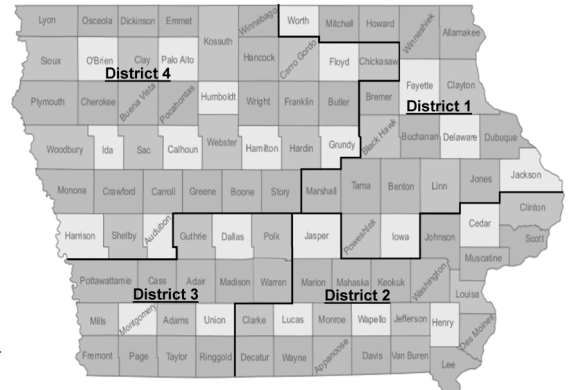 Lyon Osceola Dickinson Emmet Winnebago Worth Mitchell Howard Winneshiek Allamakee
Kossuth
Sioux O'Brien Clay Palo Alto Hancock Cerro Gordo Floyd Chickasaw
District 4
Fayette Clayton
Plymouth Cherokee Buena Vista Pocahontas Humboldt Wright Franklin Butler Bremer
District 1
Woodbury Ida Sac Calhoun Webster Hamilton Hardin Grundy Black Hawk Buchanan Delaware Dubuque
Monona Crawford Carroll Greene Boone Story Marshall Tama Benton Linn Jones Jackson
Clinton
Harrison Shelby Audubon Guthrie Dallas Polk Jasper Poweshiek Iowa Johnson Cedar Scott
Muscatine
Pottawattamie Cass Adair Madison Warren Marion Mahaska Keokuk Washington Louisa
District 3 District 2
Mills Montgomery Adams Union Clarke Lucas Monroe Wapello Jefferson Henry Des Moines
Fremont Page Taylor Ringgold Decatur Wayne Appanoose Davis Van Buren Lee